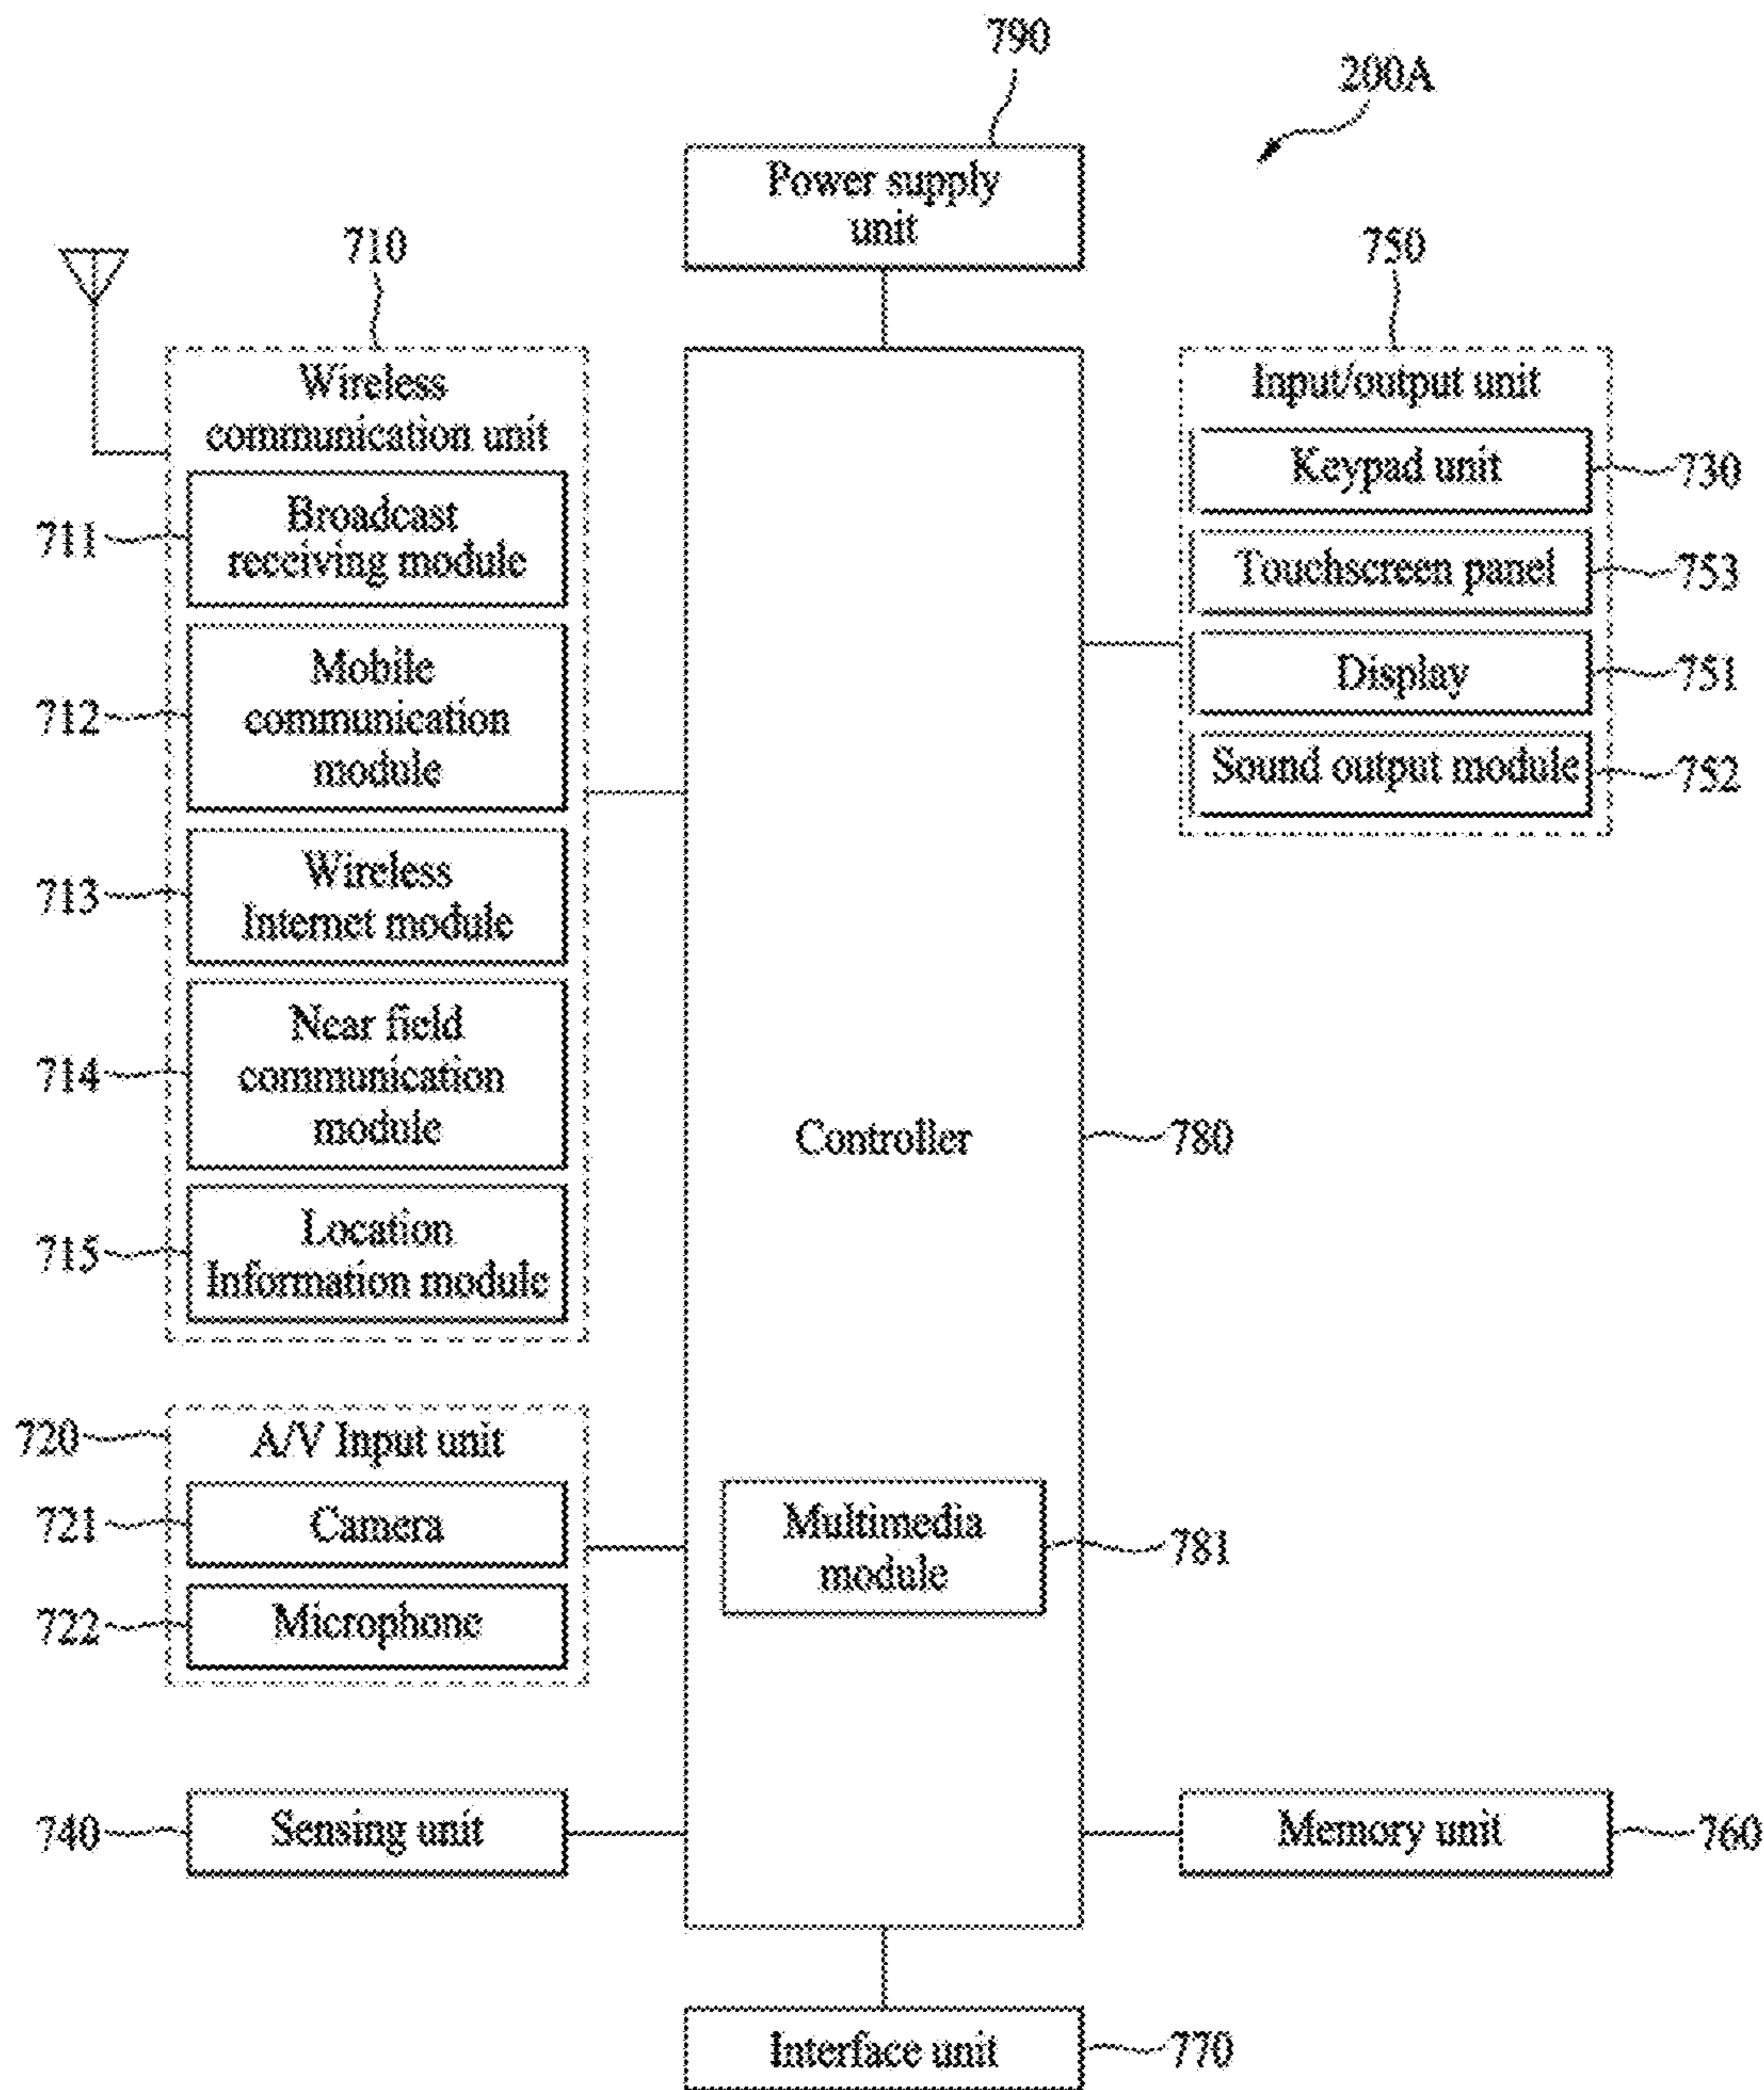 790
200A
Power supply
unit
710
750
Wireless
communication unit
Input/output unit
Keypad unit
730
711
Broadcast
receiving module
Touchscreen panel
753
712
Mobile
communication
module
Display
751
Sound output module
752
713
Wireless
Internet module
714
Near field
communication
module
Controller
780
715
Location
Information module
720
A/V Input unit
721
Camera
Multimedia
module
781
722
Microphone
740
Sensing unit
Memory unit
760
Interface unit
770